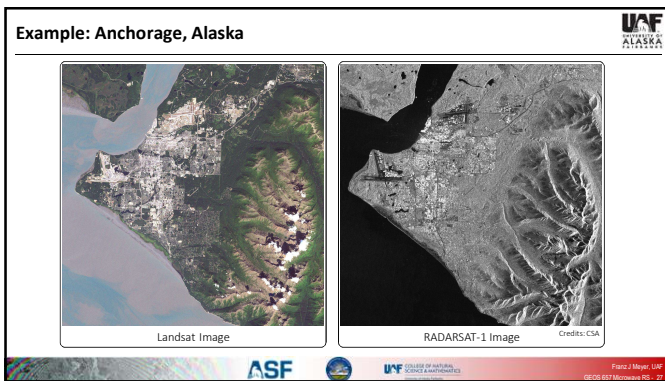 Example: Anchorage, Alaska
UAF
UNIVERSITY OF
ALASKA
FAIRBANKS
Landsat Image
RADARSAT-1 Image
Credits: CSA
ASF
UAF
COLLEGE OF NATURAL
SCIENCE & MATHEMATICS
Franz J Meyer, UAF
GEOS 657 Microwave RS - 27